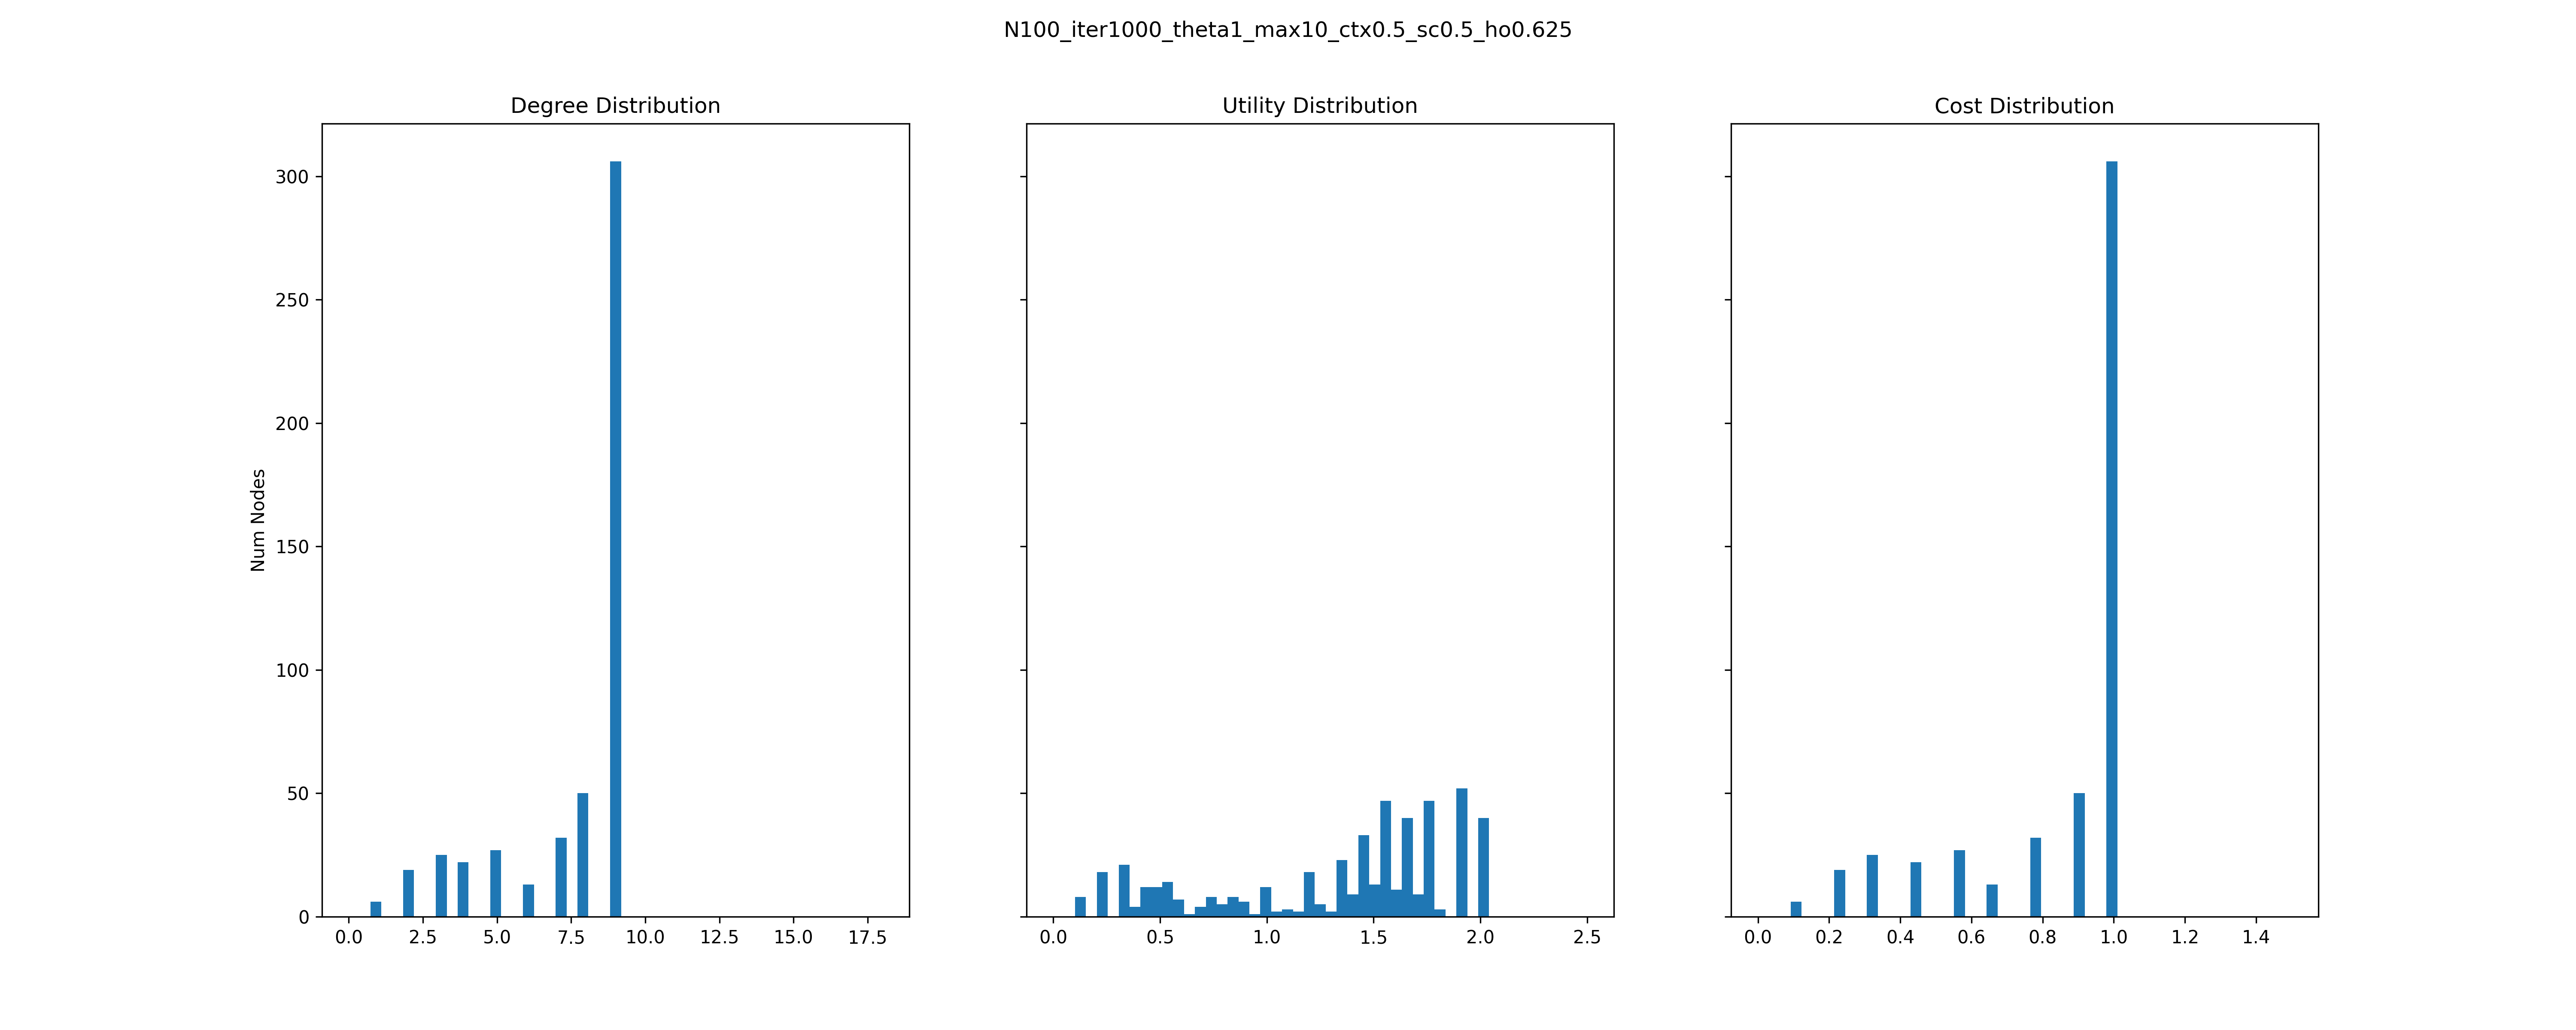 N100_iter1000_theta1_max10_ctx0.5_sc0.5_ho0.625
Degree Distribution
Utility Distribution
Cost Distribution
Num Nodes
300
250
200
150
100
50
0
0.0 2.5 5.0 7.5 10.0 12.5 15.0 17.5
0.0 0.5 1.0 1.5 2.0 2.5
0.0 0.2 0.4 0.6 0.8 1.0 1.2 1.4